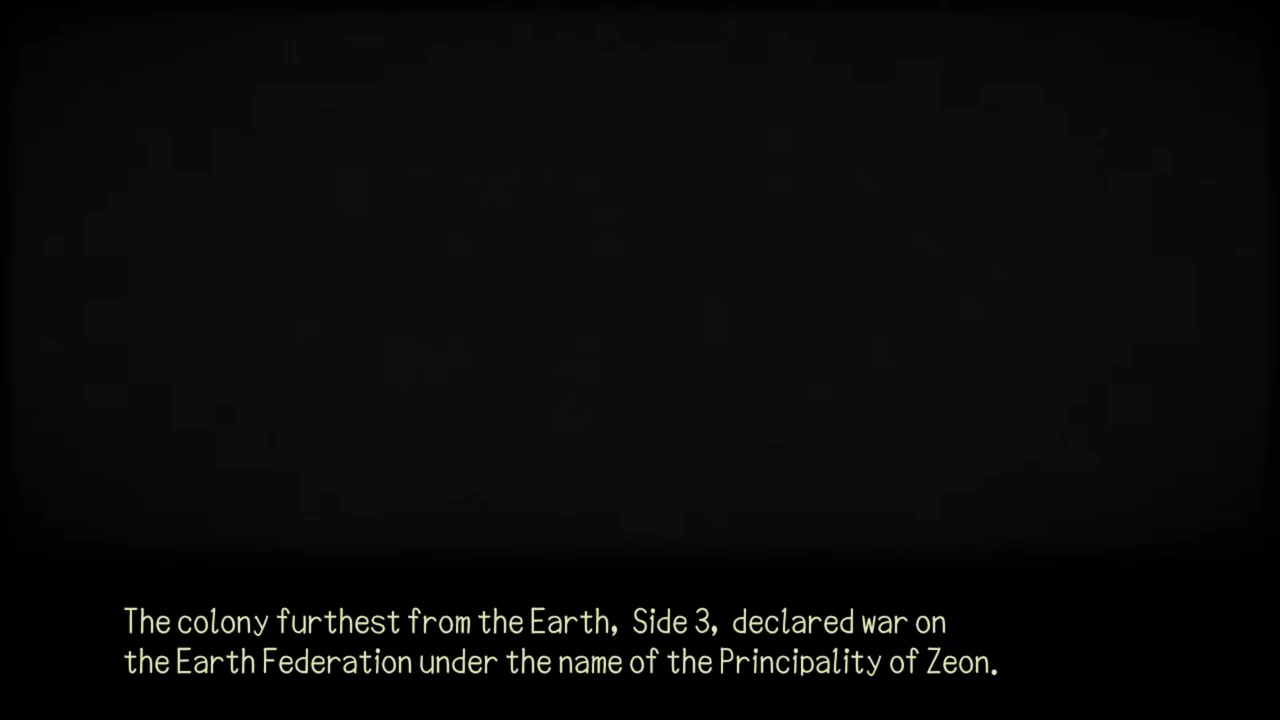 The colony furthest from the Earth, Side 3, declared war on
the Earth Federation under the name of the Principality of Zeon.